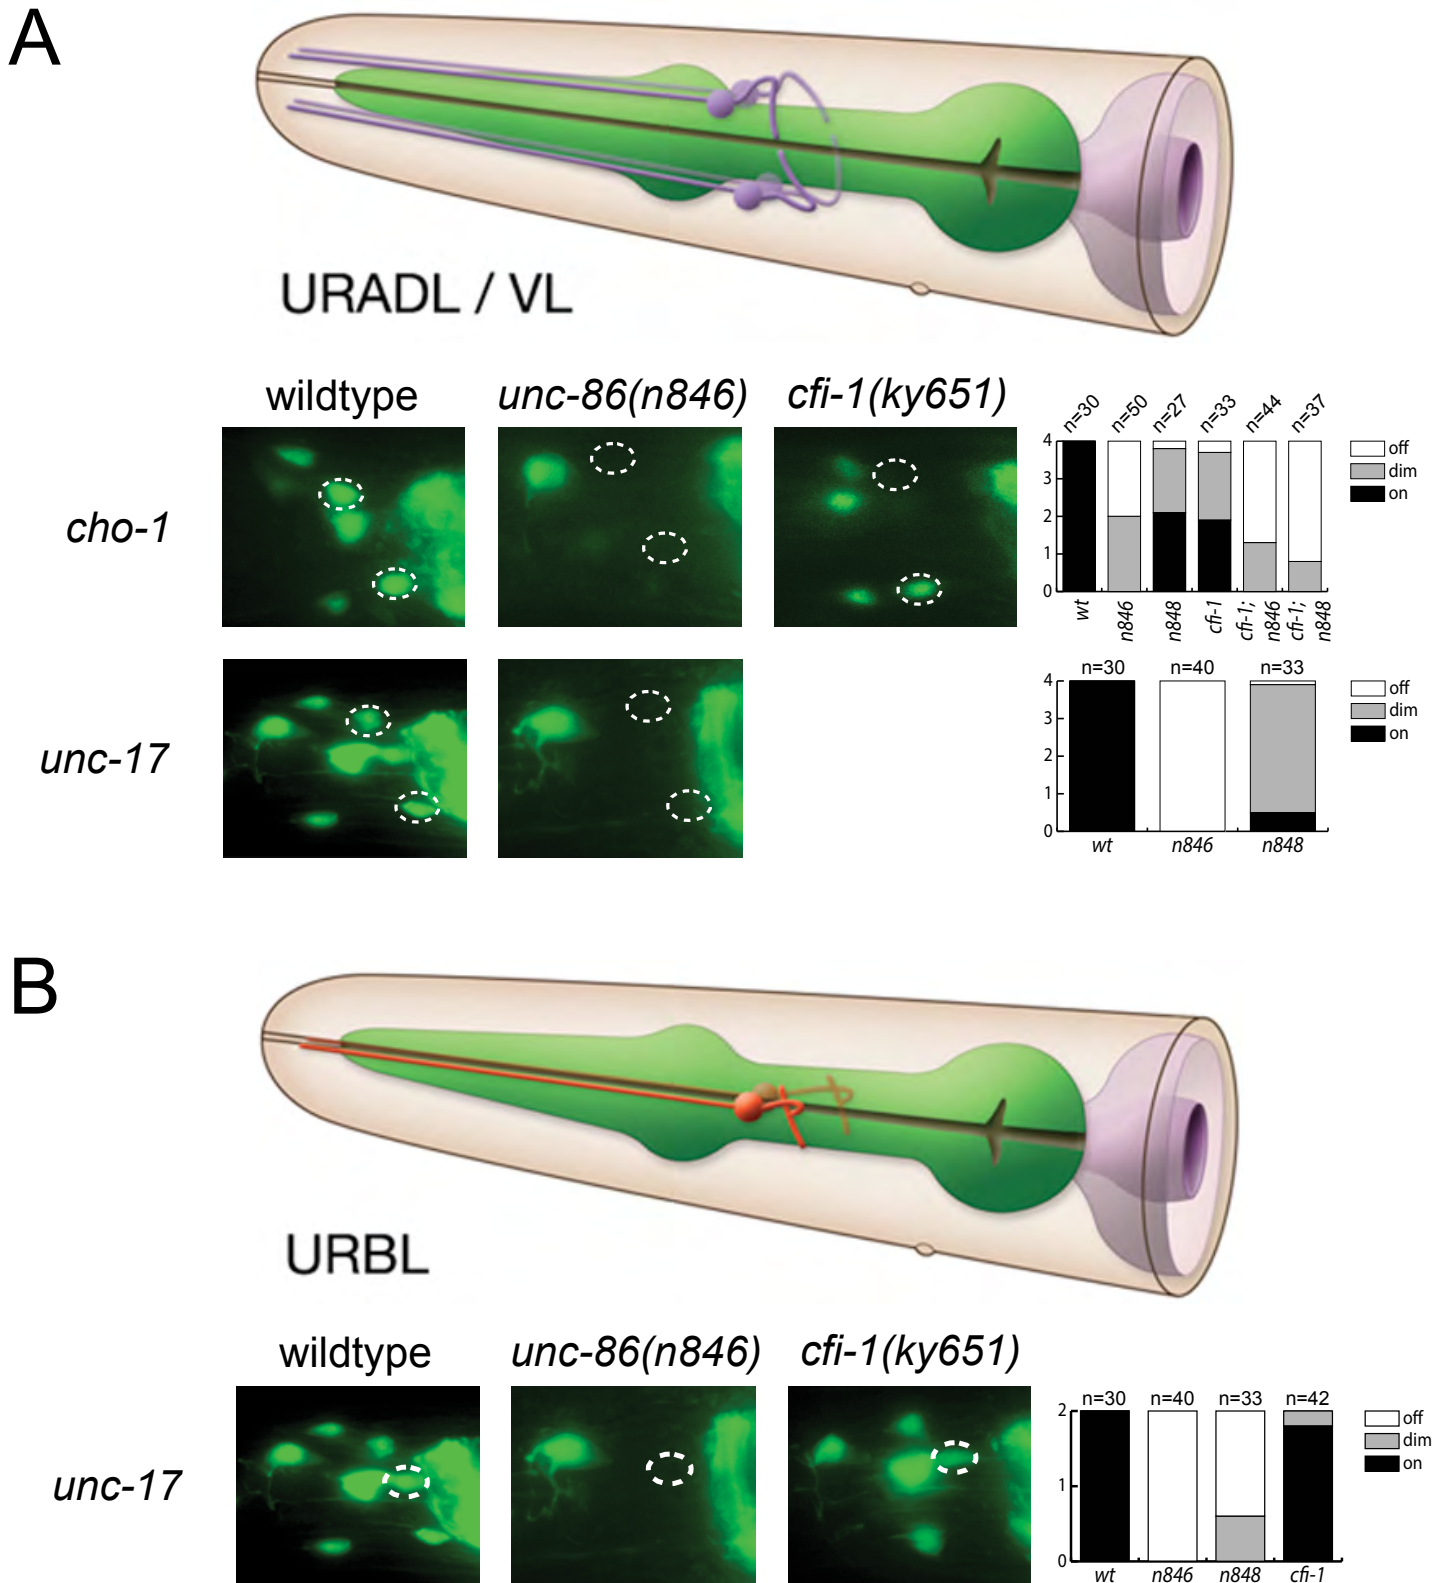 A
URADL / VL
wildtype
unc-86(n846)
cfi-1(ky651)
cho-1
n=30 n=50 n=27 n=33 n=44 n=37
4
3
2
1
0
off
dim
on
wt n846 n848 cfi-1 cfi-1; n846 cfi-1; n848
unc-17
n=30 n=40 n=33
4
3
2
1
0
off
dim
on
wt n846 n848
B
URBL
wildtype
unc-86(n846)
cfi-1(ky651)
unc-17
n=30 n=40 n=33 n=42
2
1
0
off
dim
on
wt n846 n848 cfi-1